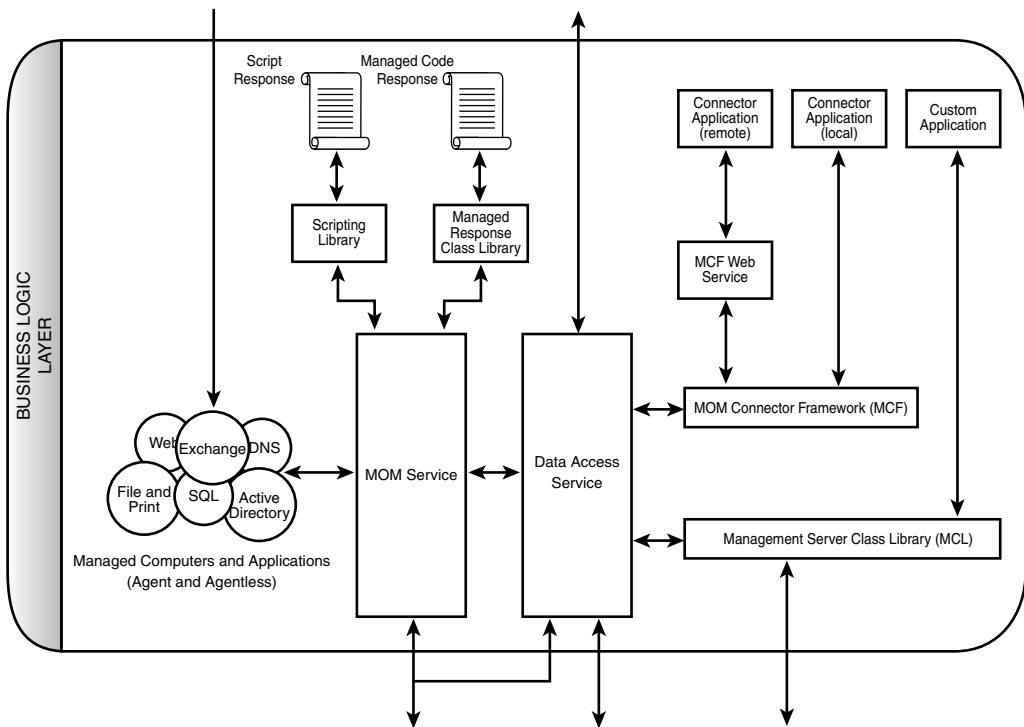 BUSINESS LOGIC
LAYER
Script
Response
Managed Code
Response
Connector
Application
(remote)
Connector
Application
(local)
Custom
Application
Scripting
Library
Managed
Response
Class Library
MCF Web
Service
MOM Connector Framework (MCF)
Web
Exchange
DNS
File and
Print
SQL
Active
Directory
MOM Service
Data Access
Service
Management Server Class Library (MCL)
Managed Computers and Applications
(Agent and Agentless)